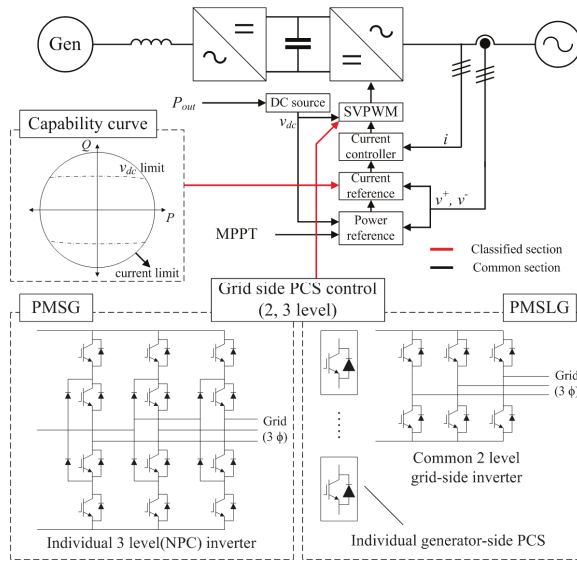 Gen
P_out
DC source
v_dc
SVPWM
Capability curve
Q
v_dc limit
P
current limit
Current
controller
i
Current
reference
v⁺, v⁻
Power
reference
MPPT
Classified section
Common section
Grid side PCS control
(2, 3 level)
PMSG
PMSLG
Grid
(3 ϕ)
Individual 3 level(NPC) inverter
Grid
(3 ϕ)
Common 2 level
grid-side inverter
Individual generator-side PCS